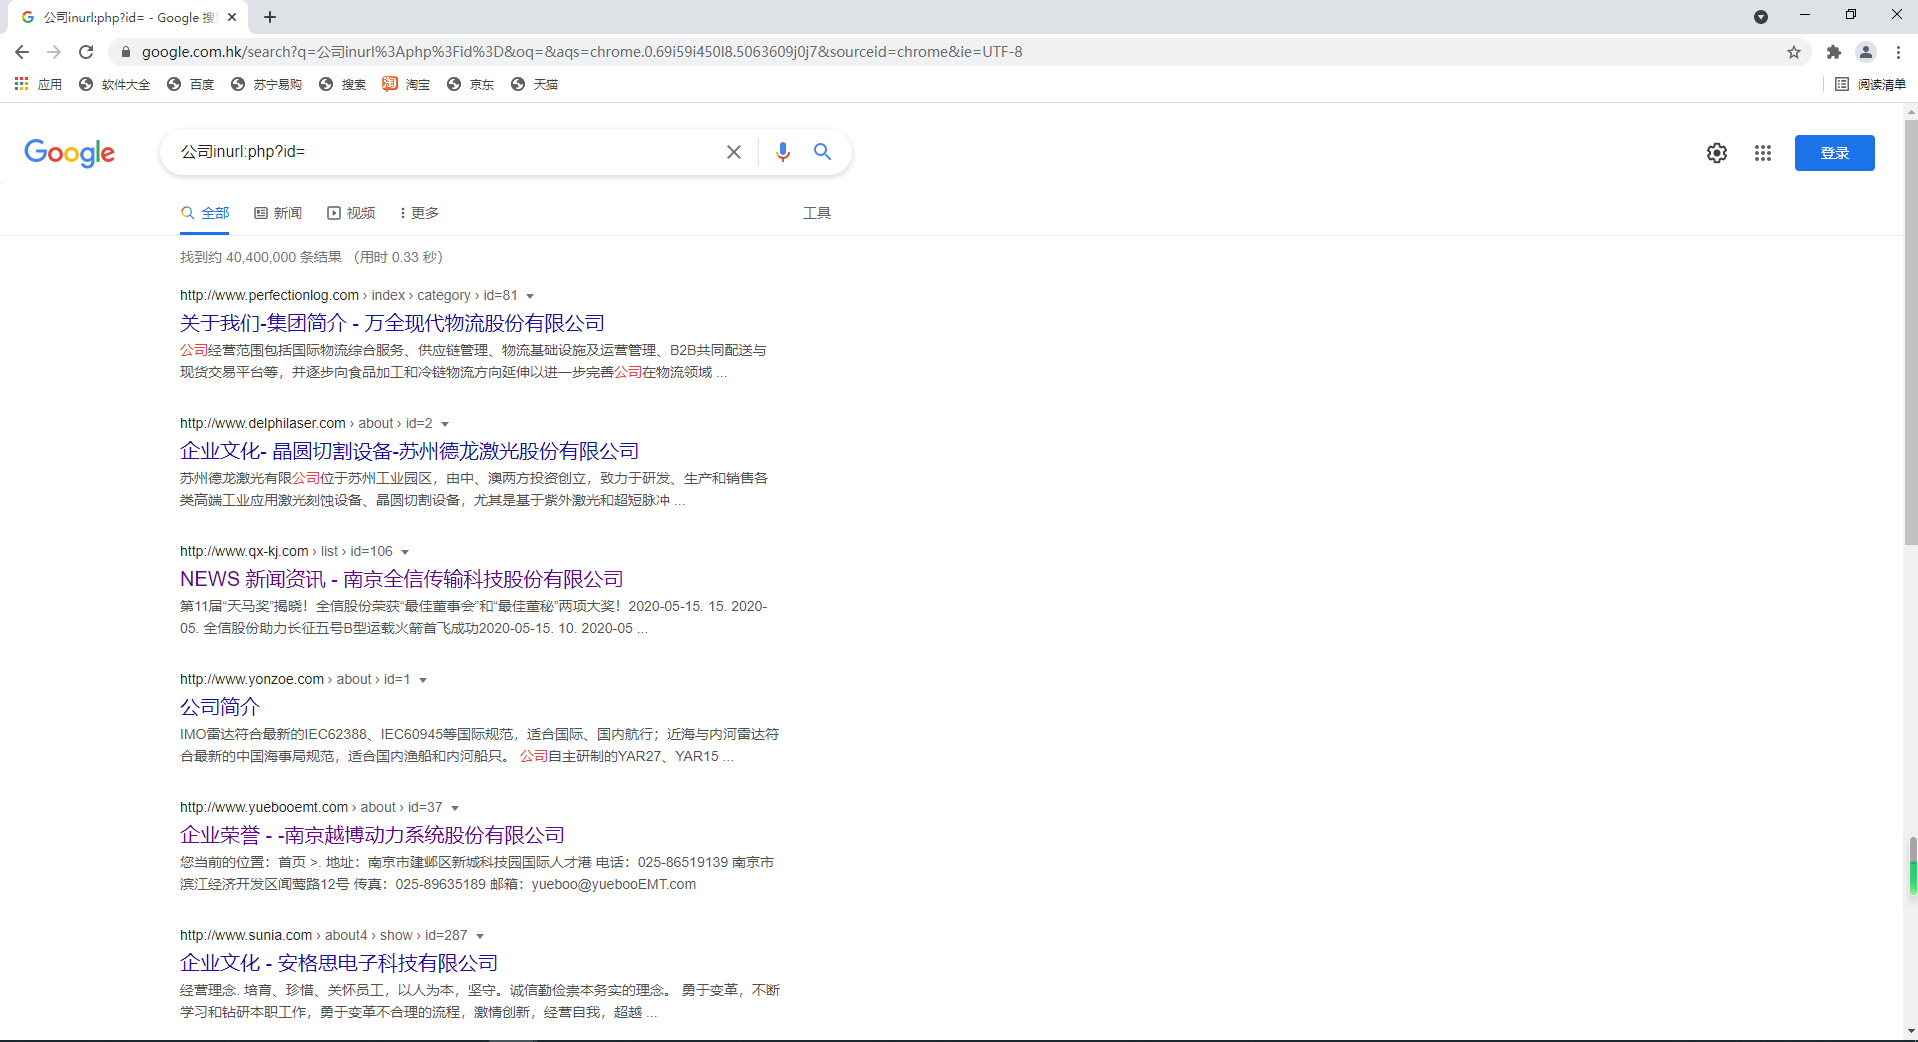 公司inurl:php?id= - Google 搜
google.com.hk/search?q=公司inurl%3Aphp%3Fid%3D&oq=&aqs=chrome.0.69i59i450l8.5063609j0j7&sourceid=chrome&ie=UTF-8
应用 软件大全 百度 苏宁易购 搜索 淘宝 京东 天猫 阅读清单
Google 公司inurl:php?id= 登录
全部 新闻 视频 更多 工具
找到约 40,400,000 条结果 （用时 0.33 秒）
http://www.perfectionlog.com › index › category › id=81
关于我们-集团简介 - 万全现代物流股份有限公司
公司经营范围包括国际物流综合服务、供应链管理、物流基础设施及运营管理、B2B共同配送与
现货交易平台等，并逐步向食品加工和冷链物流方向延伸以进一步完善公司在物流领域 ...
http://www.delphilaser.com › about › id=2
企业文化- 晶圆切割设备-苏州德龙激光股份有限公司
苏州德龙激光有限公司位于苏州工业园区，由中、澳两方投资创立，致力于研发、生产和销售各
类高端工业应用激光刻蚀设备、晶圆切割设备，尤其是基于紫外激光和超短脉冲 ...
http://www.qx-kj.com › list › id=106
NEWS 新闻资讯 - 南京全信传输科技股份有限公司
第11届“天马奖”揭晓！全信股份荣获“最佳董事会”和“最佳董秘”两项大奖！2020-05-15. 15. 2020-
05. 全信股份助力长征五号B型运载火箭首飞成功2020-05-15. 10. 2020-05 ...
http://www.yonzoe.com › about › id=1
公司简介
IMO雷达符合最新的IEC62388、IEC60945等国际规范，适合国际、国内航行；近海与内河雷达符
合最新的中国海事局规范，适合国内渔船和内河船只。 公司自主研制的YAR27、YAR15 ...
http://www.yuebooemt.com › about › id=37
企业荣誉 - -南京越博动力系统股份有限公司
您当前的位置：首页 >. 地址：南京市建邺区新城科技园国际人才港 电话：025-86519139 南京市
滨江经济开发区闻莺路12号 传真：025-89635189 邮箱：yueboo@yuebooEMT.com
http://www.sunia.com › about4 › show › id=287
企业文化 - 安格思电子科技有限公司
经营理念. 培育、珍惜、关怀员工，以人为本，坚守。诚信勤俭崇本务实的理念。 勇于变革，不断
学习和钻研本职工作，勇于变革不合理的流程，激情创新，经营自我，超越 ...